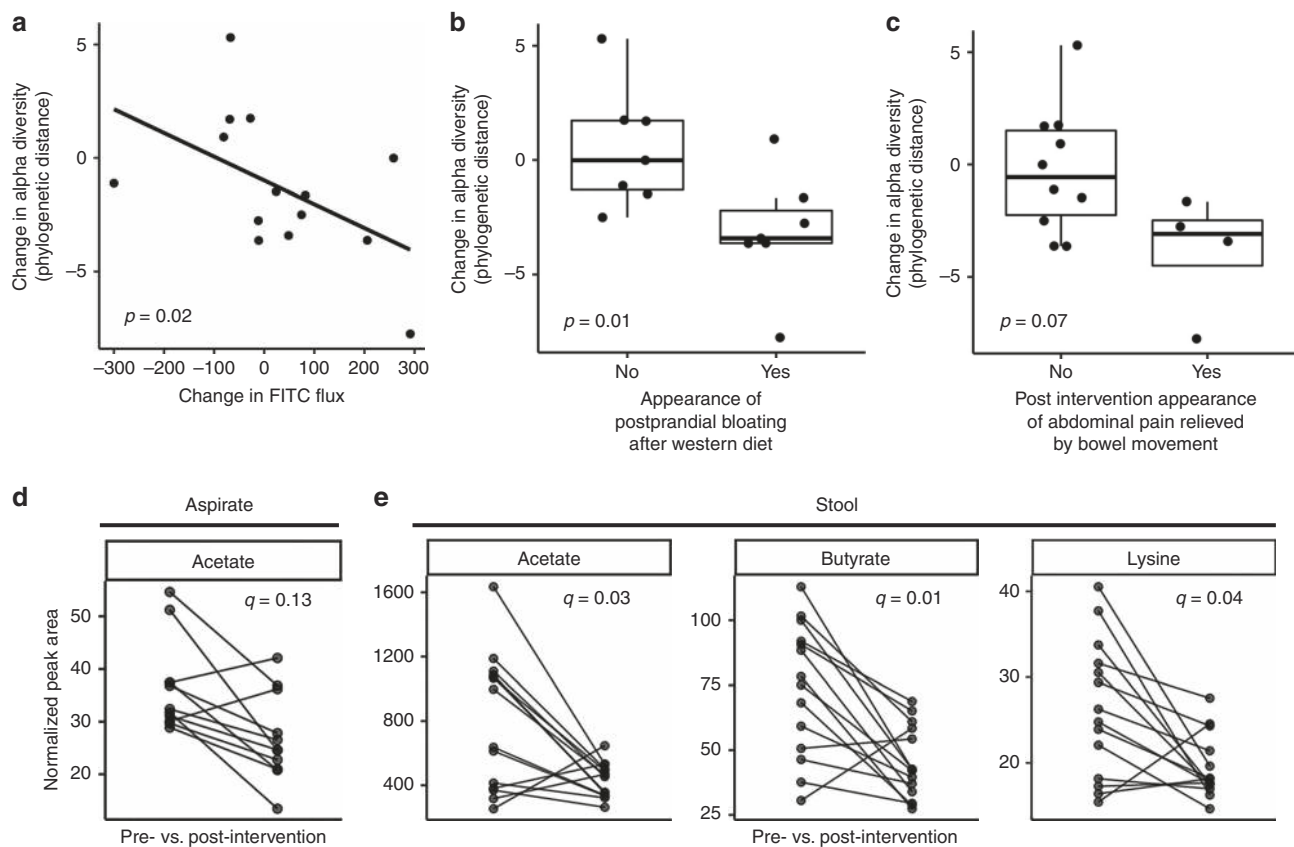 a
Change in alpha diversity
(phylogenetic distance)
5
0
−5
p = 0.02
−300 −200 −100 0 100 200 300
Change in FITC flux
b
Change in alpha diversity
(phylogenetic distance)
5
0
−5
p = 0.01
No Yes
Appearance of
postprandial bloating
after western diet
c
Change in alpha diversity
(phylogenetic distance)
5
0
−5
p = 0.07
No Yes
Post intervention appearance
of abdominal pain relieved
by bowel movement
d
Aspirate
Acetate
Normalized peak area
50
40
30
20
q = 0.13
Pre- vs. post-intervention
e
Stool
Acetate
1600
1200
800
400
q = 0.03
Butyrate
100
75
50
25
q = 0.01
Pre- vs. post-intervention
Lysine
40
30
20
q = 0.04